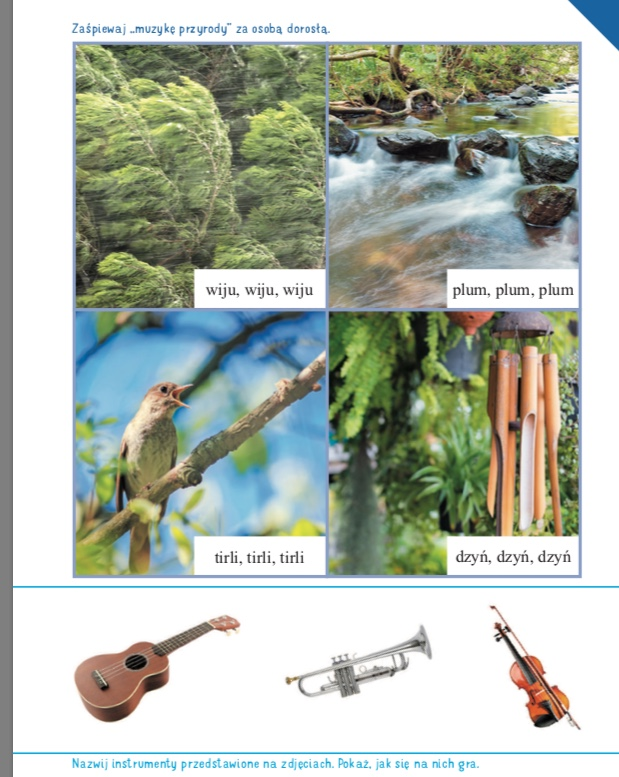 Zaśpiewaj „muzykę przyrody” za osobą dorosłą.
wiju, wiju, wiju
plum, plum, plum
tirli, tirli, tirli
dzyń, dzyń, dzyń
Nazwij instrumenty przedstawione na zdjęciach. Pokaż, jak się na nich gra.